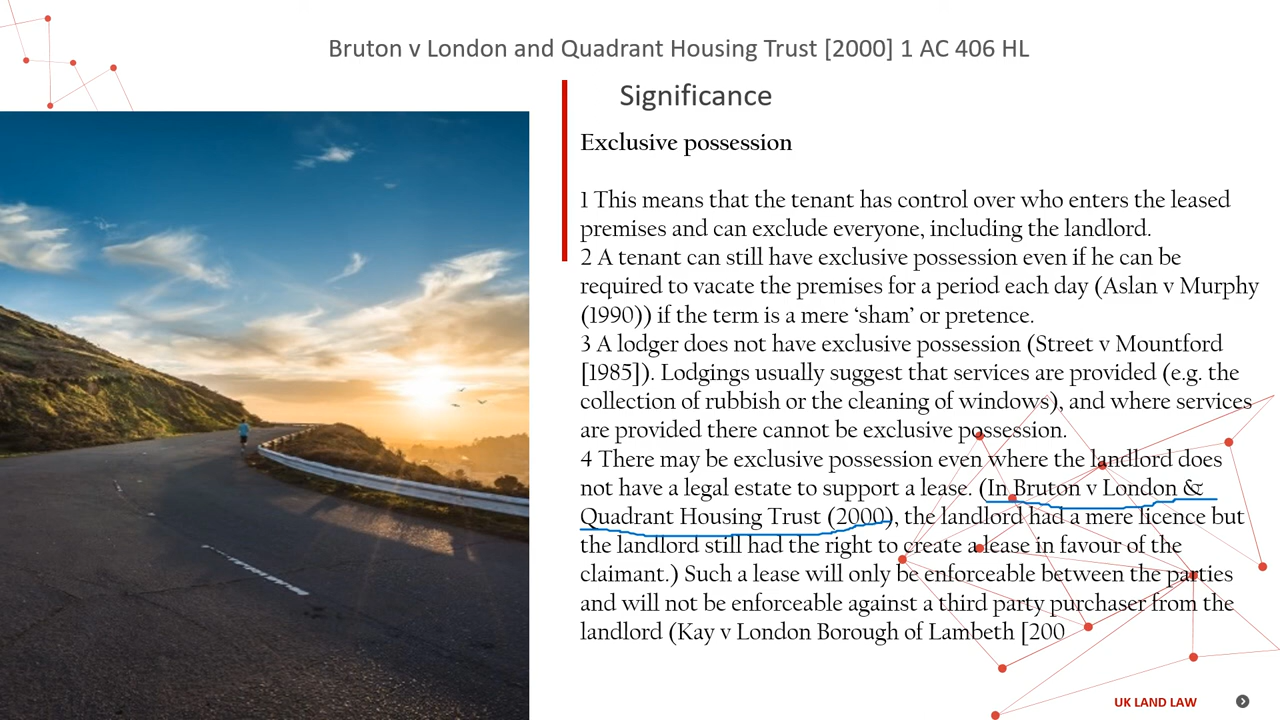 Bruton v London and Quadrant Housing Trust [2000] 1 AC 406 HL
Significance
Exclusive possession
1 This means that the tenant has control over who enters the leased
premises and can exclude everyone, including the landlord.
2 A tenant can still have exclusive possession even if he can be
required to vacate the premises for a period each day (Aslan v Murphy
(1990)) if the term is a mere ‘sham’ or pretence.
3 A lodger does not have exclusive possession (Street v Mountford
[1985]). Lodgings usually suggest that services are provided (e.g. the
collection of rubbish or the cleaning of windows), and where services
are provided there cannot be exclusive possession.
4 There may be exclusive possession even where the landlord does
not have a legal estate to support a lease. (In Bruton v London &
Quadrant Housing Trust (2000), the landlord had a mere licence but
the landlord still had the right to create a lease in favour of the
claimant.) Such a lease will only be enforceable between the parties
and will not be enforceable against a third party purchaser from the
landlord (Kay v London Borough of Lambeth [200
UK LAND LAW